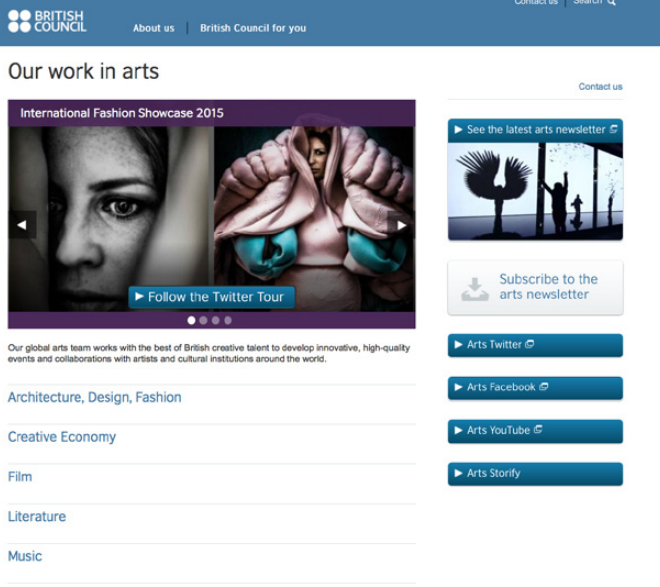 Contact us | Search
BRITISH
COUNCIL
About us | British Council for you
Our work in arts
Contact us
International Fashion Showcase 2015
Follow the Twitter Tour
See the latest arts newsletter
Subscribe to the
arts newsletter
Our global arts team works with the best of British creative talent to develop innovative, high-quality
events and collaborations with artists and cultural institutions around the world.
Arts Twitter
Arts Facebook
Arts YouTube
Arts Storify
Architecture, Design, Fashion
Creative Economy
Film
Literature
Music